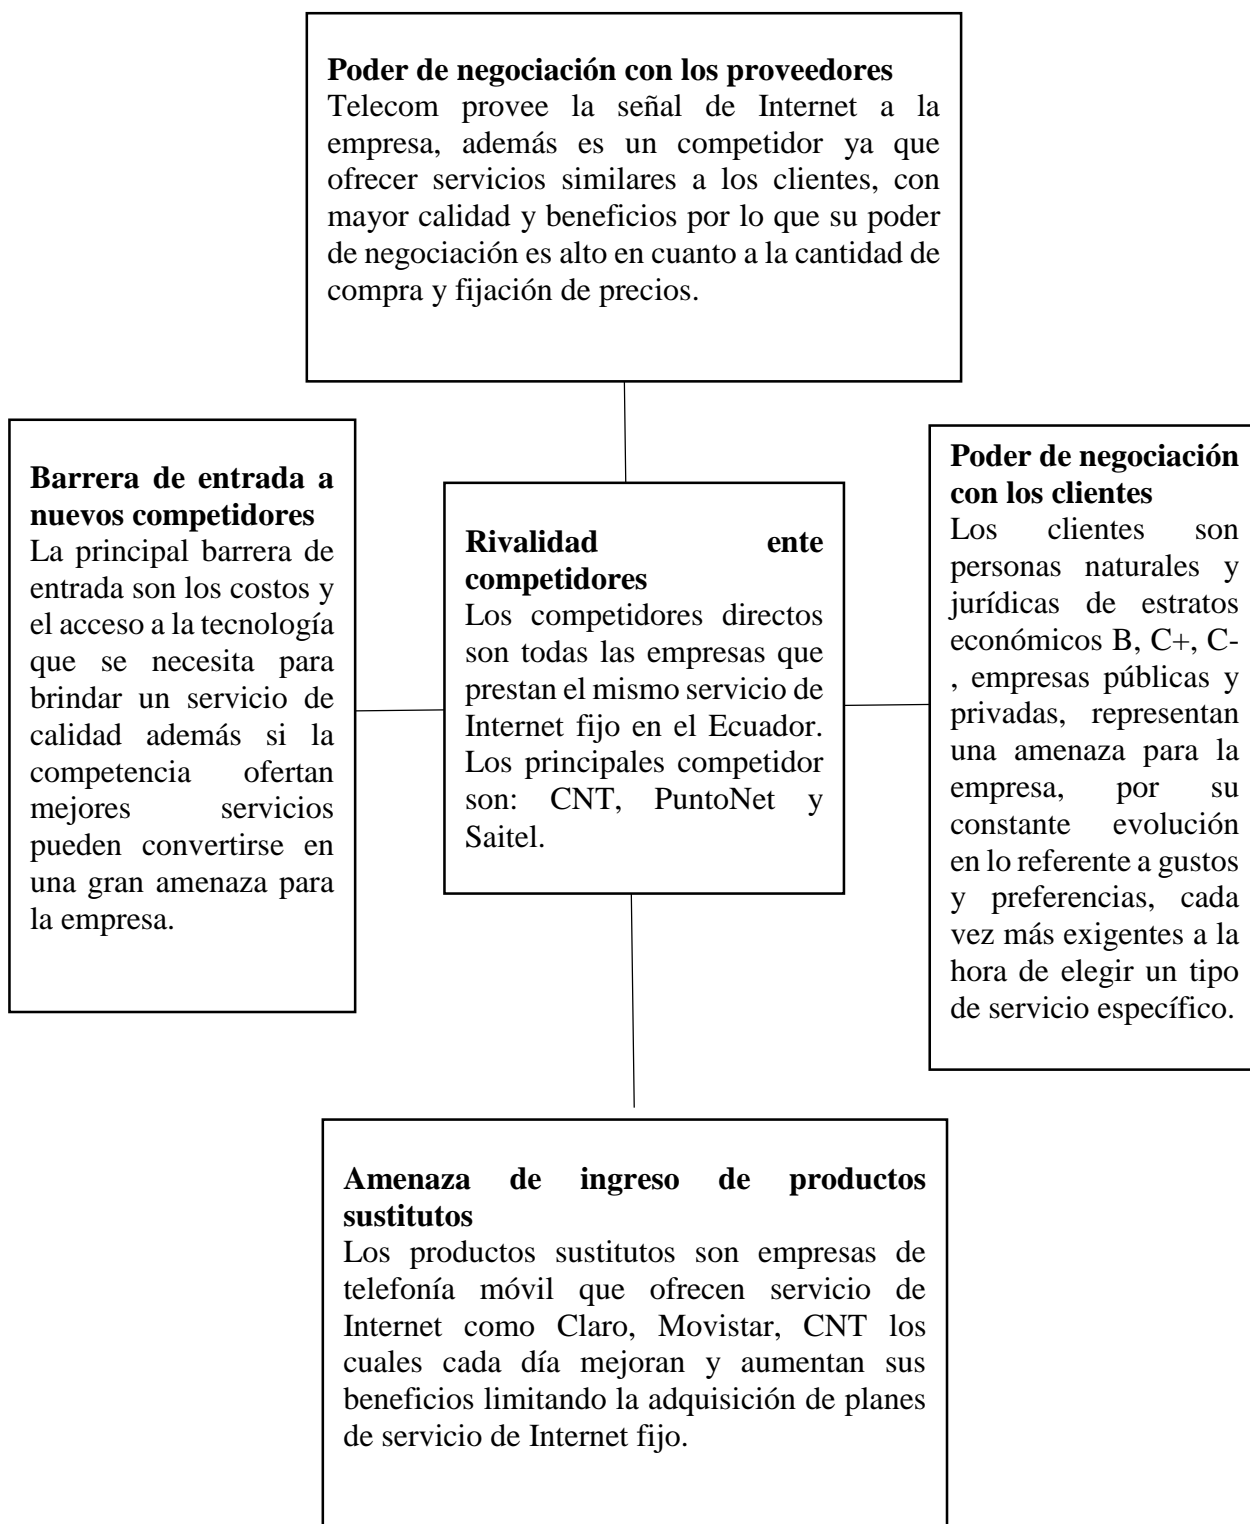 Poder de negociación con los proveedores
Telecom provee la señal de Internet a la
empresa, además es un competidor ya que
ofrecer servicios similares a los clientes, con
mayor calidad y beneficios por lo que su poder
de negociación es alto en cuanto a la cantidad de
compra y fijación de precios.
Barrera de entrada a
nuevos competidores
La principal barrera de
entrada son los costos y
el acceso a la tecnología
que se necesita para
brindar un servicio de
calidad además si la
competencia ofertan
mejores servicios
pueden convertirse en
una gran amenaza para
la empresa.
Rivalidad ente
competidores
Los competidores directos
son todas las empresas que
prestan el mismo servicio de
Internet fijo en el Ecuador.
Los principales competidor
son: CNT, PuntoNet y
Saitel.
Poder de negociación
con los clientes
Los clientes son
personas naturales y
jurídicas de estratos
económicos B, C+, C-
, empresas públicas y
privadas, representan
una amenaza para la
empresa, por su
constante evolución
en lo referente a gustos
y preferencias, cada
vez más exigentes a la
hora de elegir un tipo
de servicio específico.
Amenaza de ingreso de productos
sustitutos
Los productos sustitutos son empresas de
telefonía móvil que ofrecen servicio de
Internet como Claro, Movistar, CNT los
cuales cada día mejoran y aumentan sus
beneficios limitando la adquisición de planes
de servicio de Internet fijo.